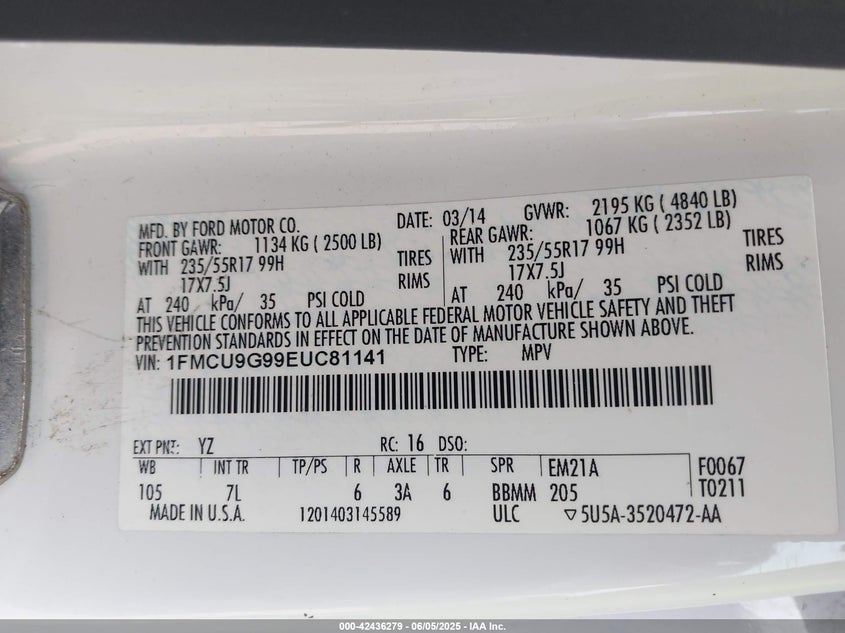 MFD. BY FORD MOTOR CO. DATE: 03/14 GVWR: 2195 KG ( 4840 LB)
FRONT GAWR: 1134 KG ( 2500 LB) REAR GAWR: 1067 KG ( 2352 LB)
WITH 235/55R17 99H TIRES WITH 235/55R17 99H TIRES
17X7.5J RIMS 17X7.5J RIMS
AT 240 kPa/ 35 PSI COLD AT 240 kPa/ 35 PSI COLD
THIS VEHICLE CONFORMS TO ALL APPLICABLE FEDERAL MOTOR VEHICLE SAFETY AND THEFT
PREVENTION STANDARDS IN EFFECT ON THE DATE OF MANUFACTURE SHOWN ABOVE.
VIN: 1FMCU9G99EUC81141 TYPE: MPV
EXT PNT: YZ RC: 16 DSO:
WB INT TR TP/PS R AXLE TR SPR EM21A F0067
105 7L 6 3A 6 BBMM 205 T0211
MADE IN U.S.A. 1201403145589 ULC ▽5U5A-3520472-AA
000-42436279 - 06/05/2025 - IAA Inc.